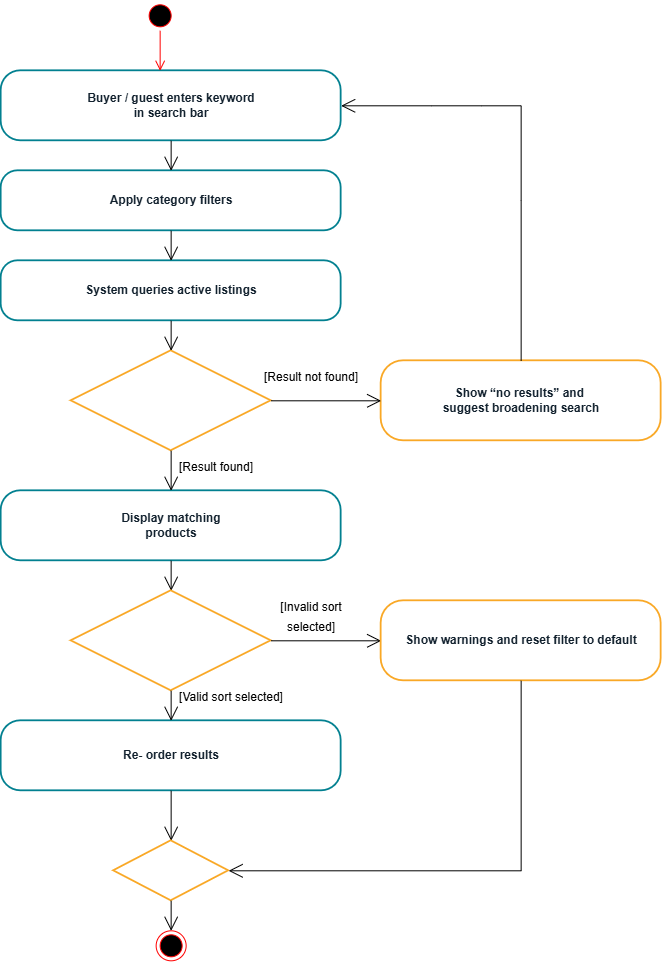 Buyer / guest enters keyword
in search bar
Apply category filters
System queries active listings
[Result not found]
Show “no results” and
suggest broadening search
[Result found]
Display matching
products
[Invalid sort
selected]
Show warnings and reset filter to default
[Valid sort selected]
Re- order results